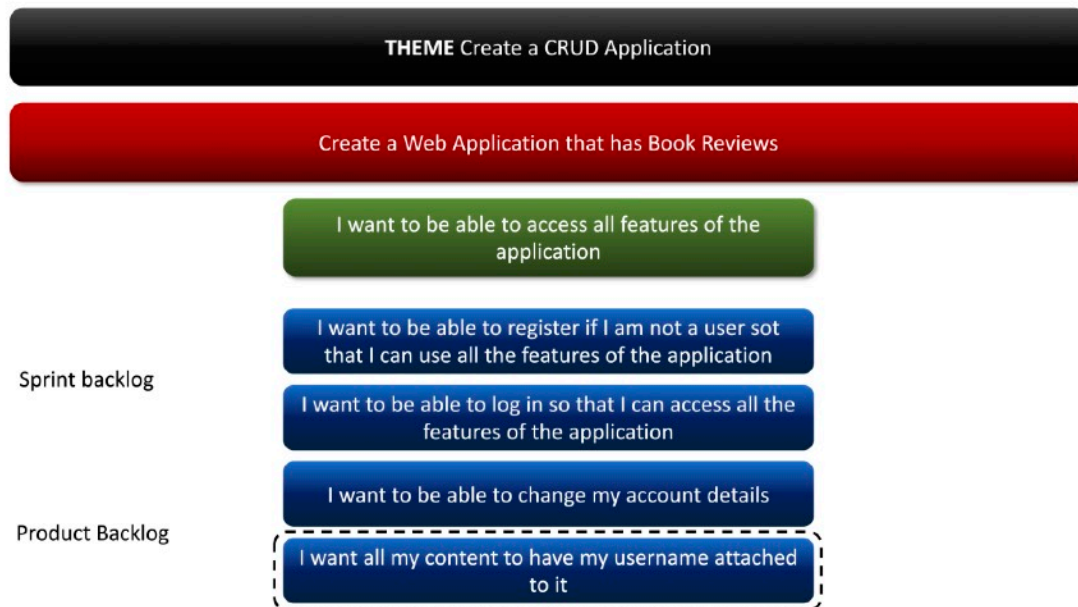 THEME Create a CRUD Application
Create a Web Application that has Book Reviews
I want to be able to access all features of the
application
I want to be able to register if I am not a user sot
that I can use all the features of the application
Sprint backlog
I want to be able to log in so that I can access all the
features of the application
I want to be able to change my account details
Product Backlog
I want all my content to have my username attached
to it